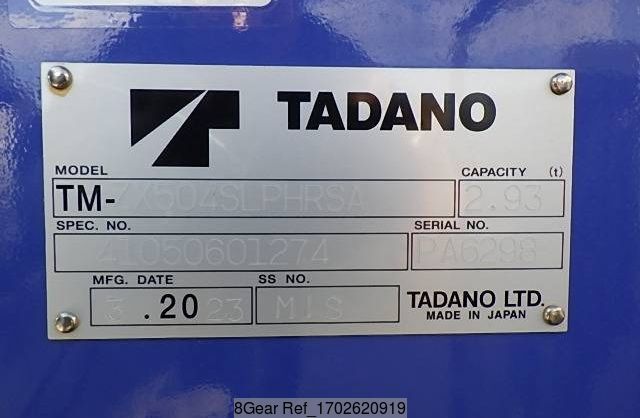 TADANO
MODEL
CAPACITY (t)
TM-ZX504SLPHRSA
2.93
SPEC. NO.
SERIAL NO.
41050601274
PA6298
MFG. DATE
SS NO.
3.2023
M!S
TADANO LTD.
MADE IN JAPAN
8Gear Ref_1702620919